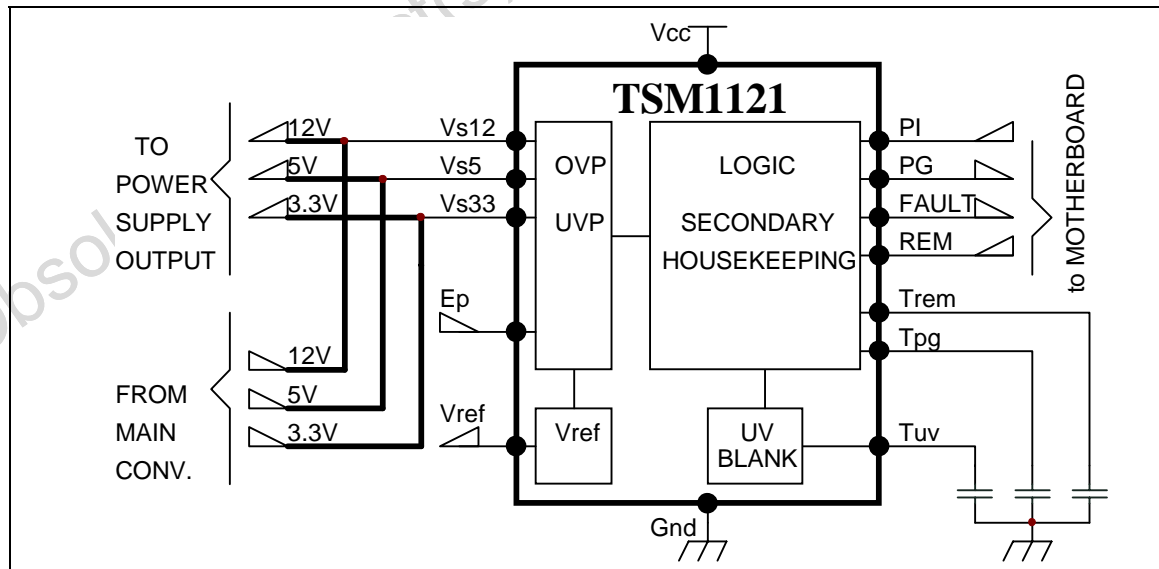 Vcc
TSM1121
TO
POWER
SUPPLY
OUTPUT
12V
5V
3.3V
Vs12
Vs5
Vs33
OVP
UVP
LOGIC
SECONDARY
HOUSEKEEPING
PI
PG
FAULT
REM
to MOTHERBOARD
Trem
Tpg
Ep
FROM
MAIN
CONV.
12V
5V
3.3V
Vref
Vref
UV
BLANK
Tuv
Gnd